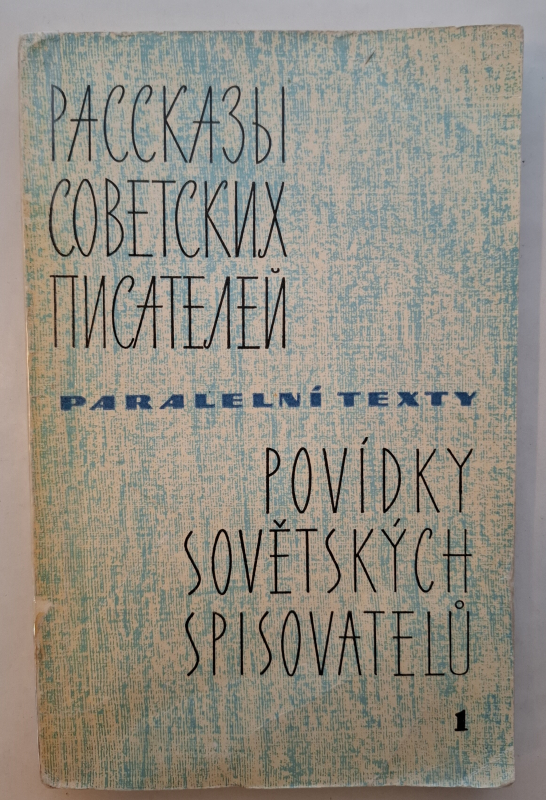 РАССКАЗЫ
СОВЕТСКИХ
ПИСАТЕЛЕЙ
PARALELNÍ TEXTY
POVÍDKY
SOVĚTSKÝCH
SPISOVATELŮ
1